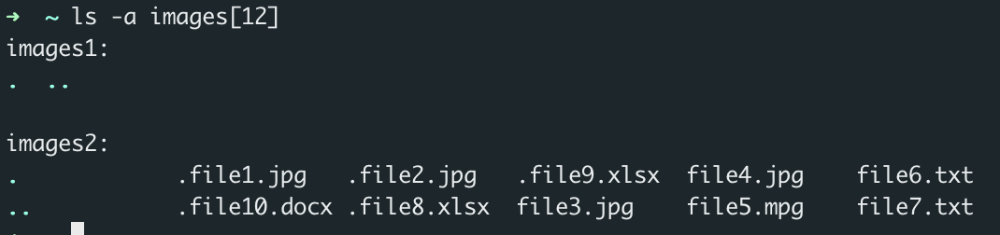 ➜  ~ ls -a images[12]
images1:
.  ..
images2:
.           .file1.jpg   .file2.jpg   .file9.xlsx  file4.jpg    file6.txt
..          .file10.docx .file8.xlsx  file3.jpg    file5.mpg    file7.txt